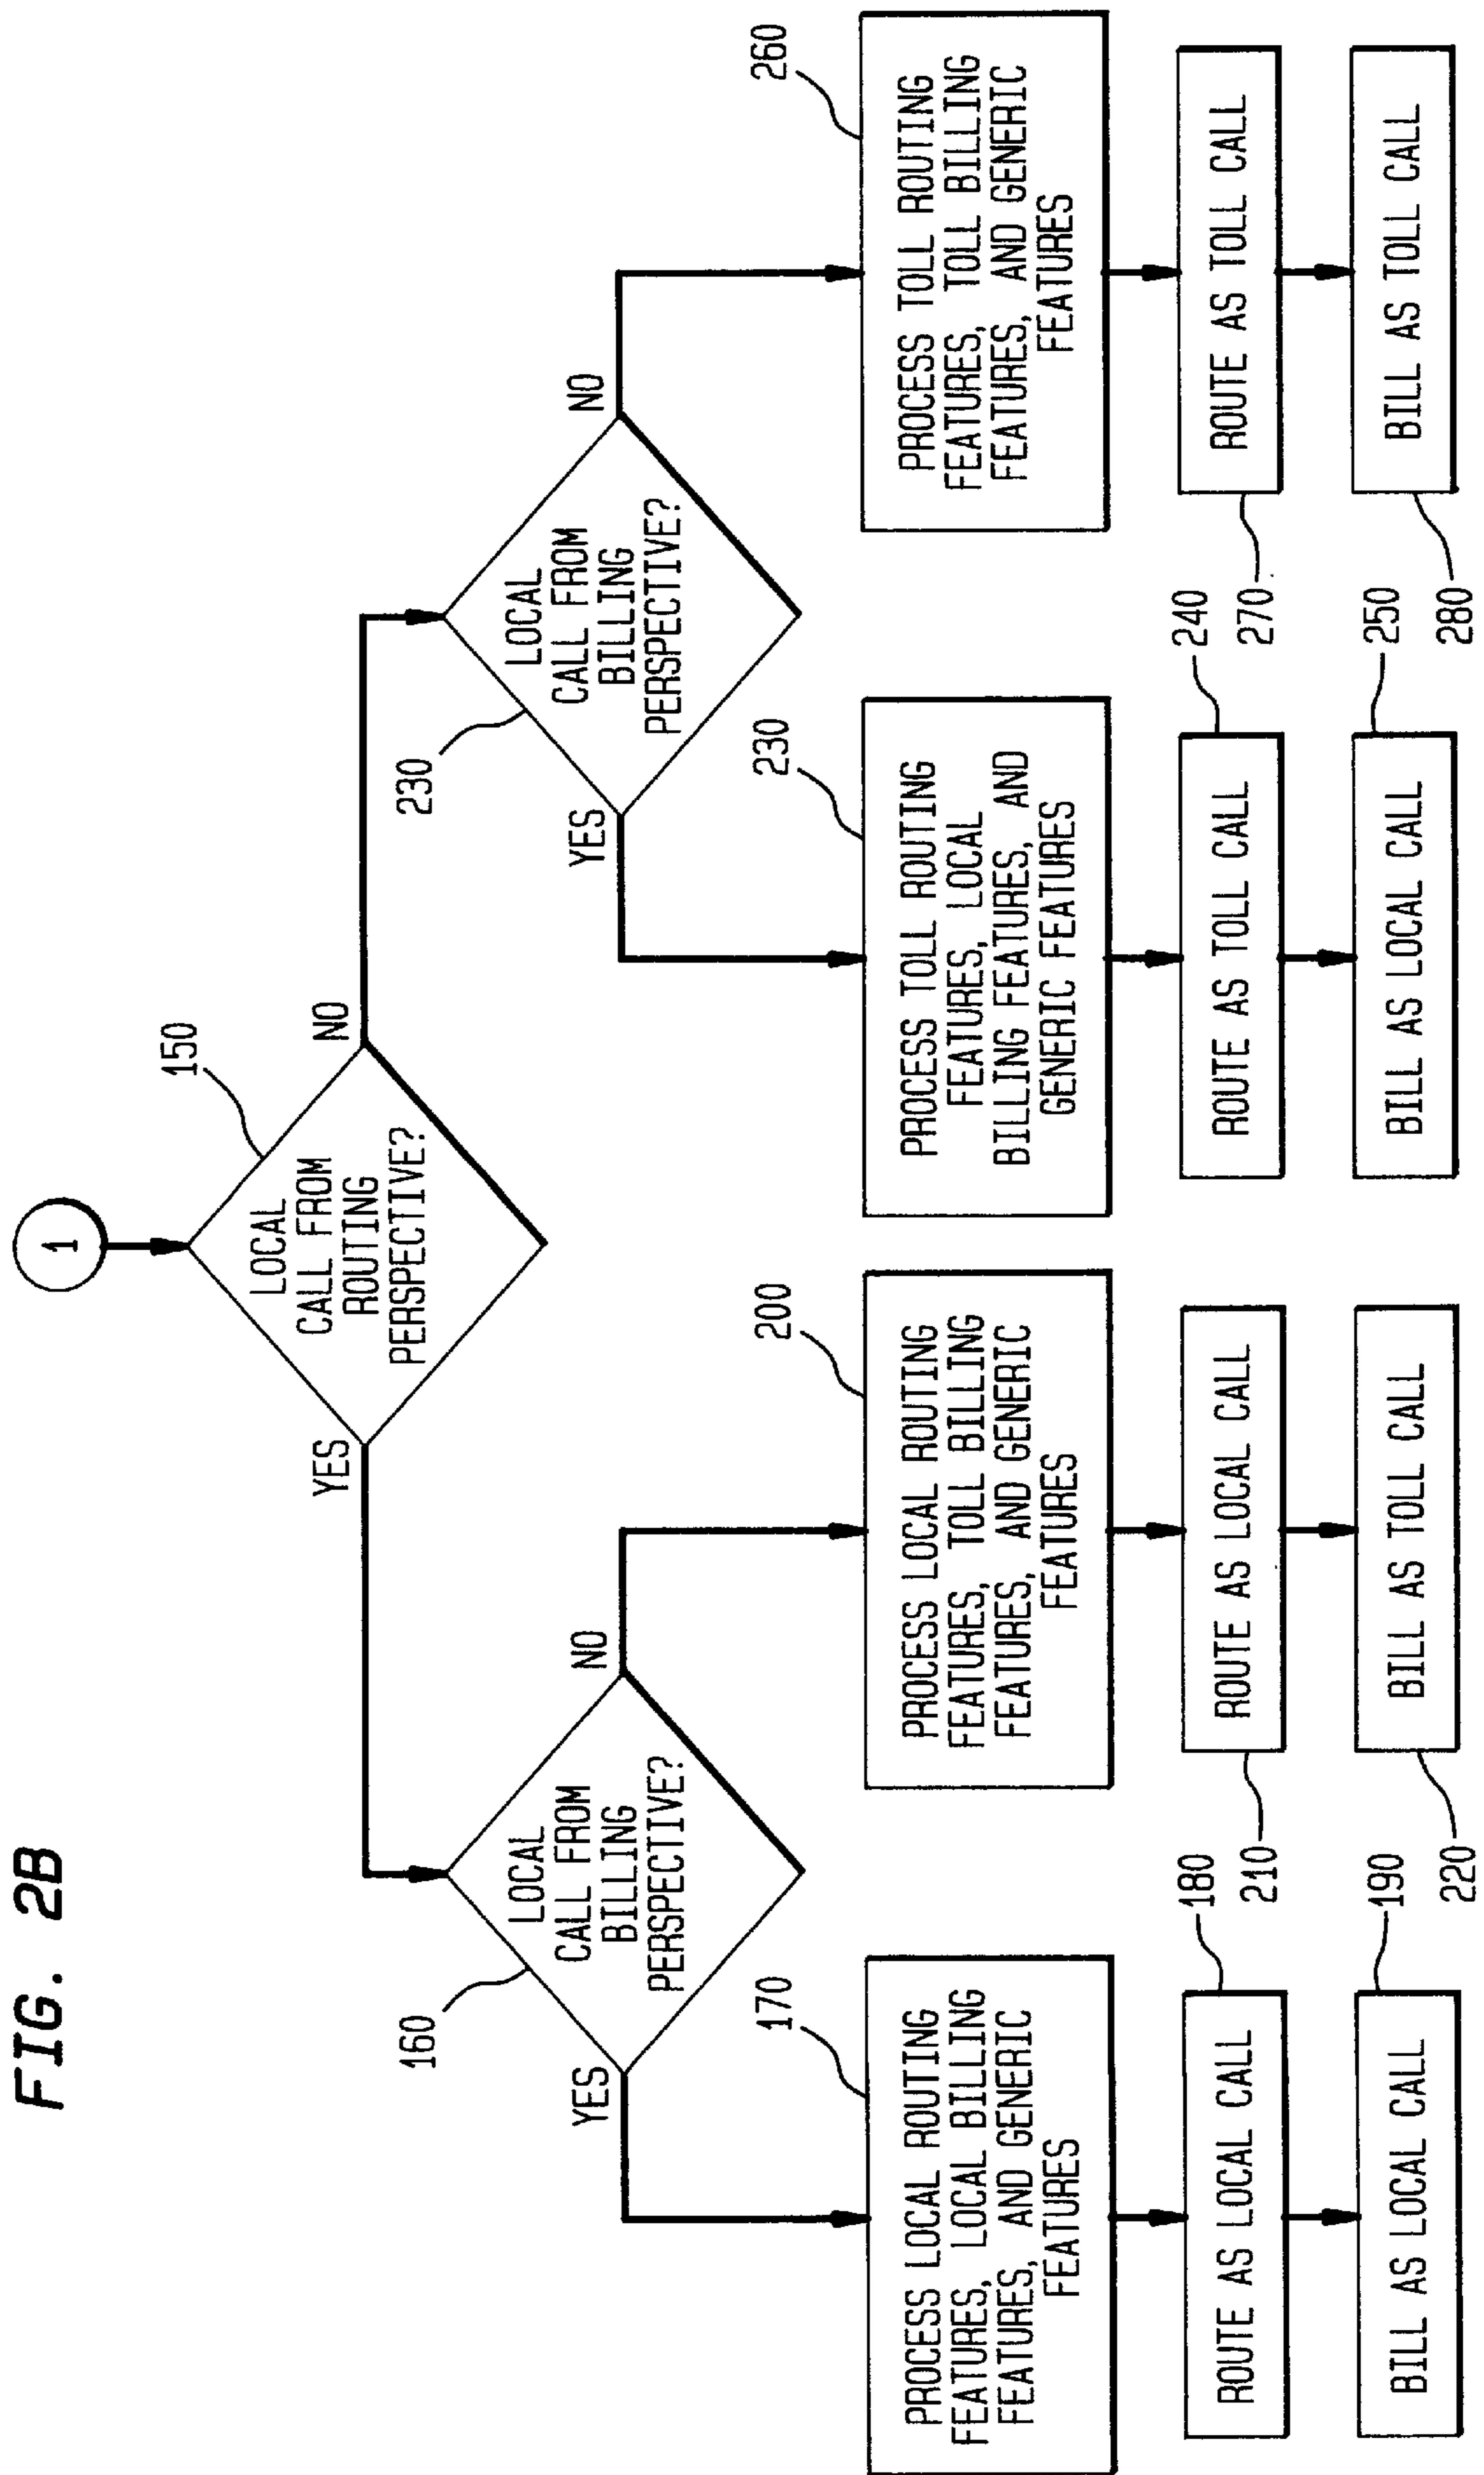 FIG. 2B
1
150
LOCAL
CALL FROM
ROUTING
PERSPECTIVE?
YES
NO
160
LOCAL
CALL FROM
BILLING
PERSPECTIVE?
YES
NO
230
LOCAL
CALL FROM
BILLING
PERSPECTIVE?
YES
NO
170
PROCESS LOCAL ROUTING
FEATURES, LOCAL BILLING
FEATURES, AND GENERIC
FEATURES
200
PROCESS LOCAL ROUTING
FEATURES, TOLL BILLING
FEATURES, AND GENERIC
FEATURES
230
PROCESS TOLL ROUTING
FEATURES, LOCAL
BILLING FEATURES, AND
GENERIC FEATURES
260
PROCESS TOLL ROUTING
FEATURES, TOLL BILLING
FEATURES, AND GENERIC
FEATURES
ROUTE AS LOCAL CALL
180
210
ROUTE AS LOCAL CALL
ROUTE AS TOLL CALL
240
270
ROUTE AS TOLL CALL
BILL AS LOCAL CALL
190
220
BILL AS TOLL CALL
BILL AS LOCAL CALL
250
280
BILL AS TOLL CALL